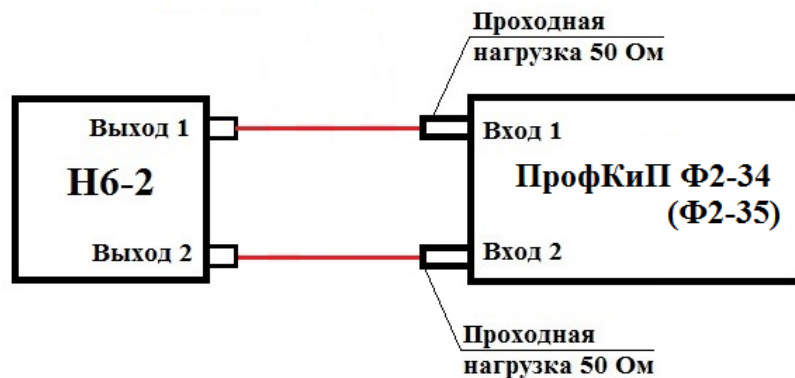 Проходная
нагрузка 50 Ом
Выход 1
Вход 1
Н6-2
ПрофКиП Ф2-34
(Ф2-35)
Выход 2
Вход 2
Проходная
нагрузка 50 Ом